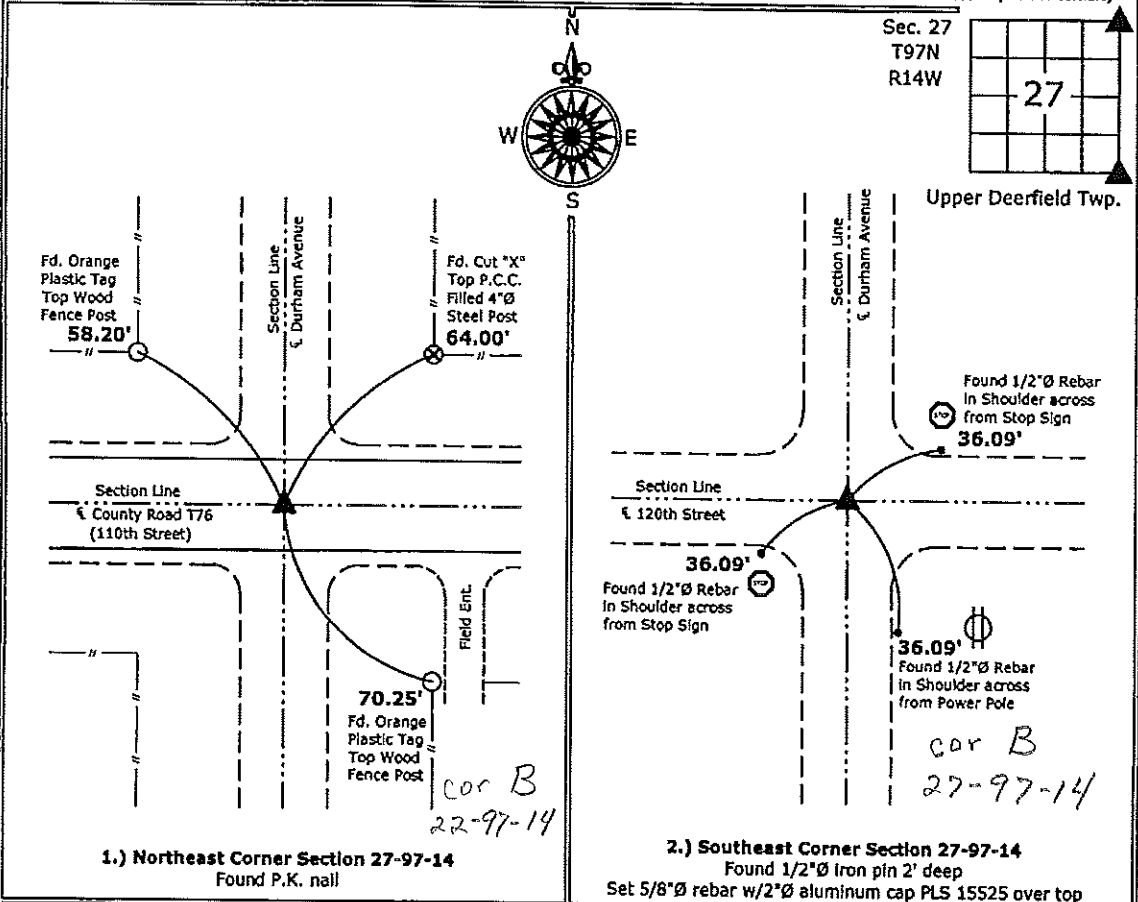 N
W
E
S
Sec. 27
T97N
R14W
27
Upper Deerfield Twp.
Fd. Orange
Plastic Tag
Top Wood
Fence Post
58.20'
Section Line
℄ Durham Avenue
Fd. Cut "X"
Top P.C.C.
Filled 4"Ø
Steel Post
64.00'
Section Line
℄ County Road T76
(110th Street)
Field Ent.
70.25'
Fd. Orange
Plastic Tag
Top Wood
Fence Post
cor B
22-97-14
1.) Northeast Corner Section 27-97-14
Found P.K. nail
Section Line
℄ Durham Avenue
Found 1/2"Ø Rebar
in Shoulder across
from Stop Sign
STOP
36.09'
Section Line
℄ 120th Street
36.09'
Found 1/2"Ø Rebar
in Shoulder across
from Stop Sign
STOP
36.09'
Found 1/2"Ø Rebar
in Shoulder across
from Power Pole
cor B
27-97-14
2.) Southeast Corner Section 27-97-14
Found 1/2"Ø iron pin 2' deep
Set 5/8"Ø rebar w/2"Ø aluminum cap PLS 15525 over top